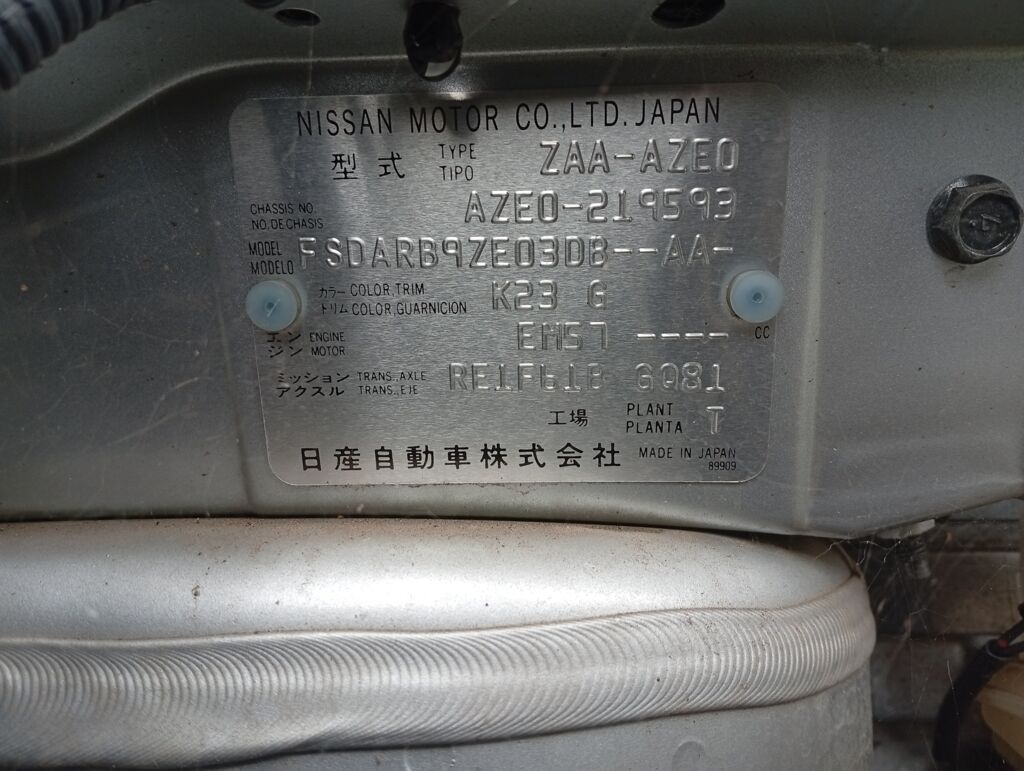 NISSAN MOTOR CO.,LTD. JAPAN
型式 TYPE TIPO ZAA-AZE0
CHASSIS NO. NO. DE CHASIS AZE0-219593
MODEL MODELO FSDARB9ZE03DB--AA-
カラー COLOR, TRIM トリム COLOR, GUARNICION K23 G
エンジン ENGINE MOTOR EM57 ---- CC
ミッション TRANS., AXLE アクスル TRANS., EJE RE1F61B GQ81
工場 PLANT PLANTA T
日産自動車株式会社 MADE IN JAPAN
89909